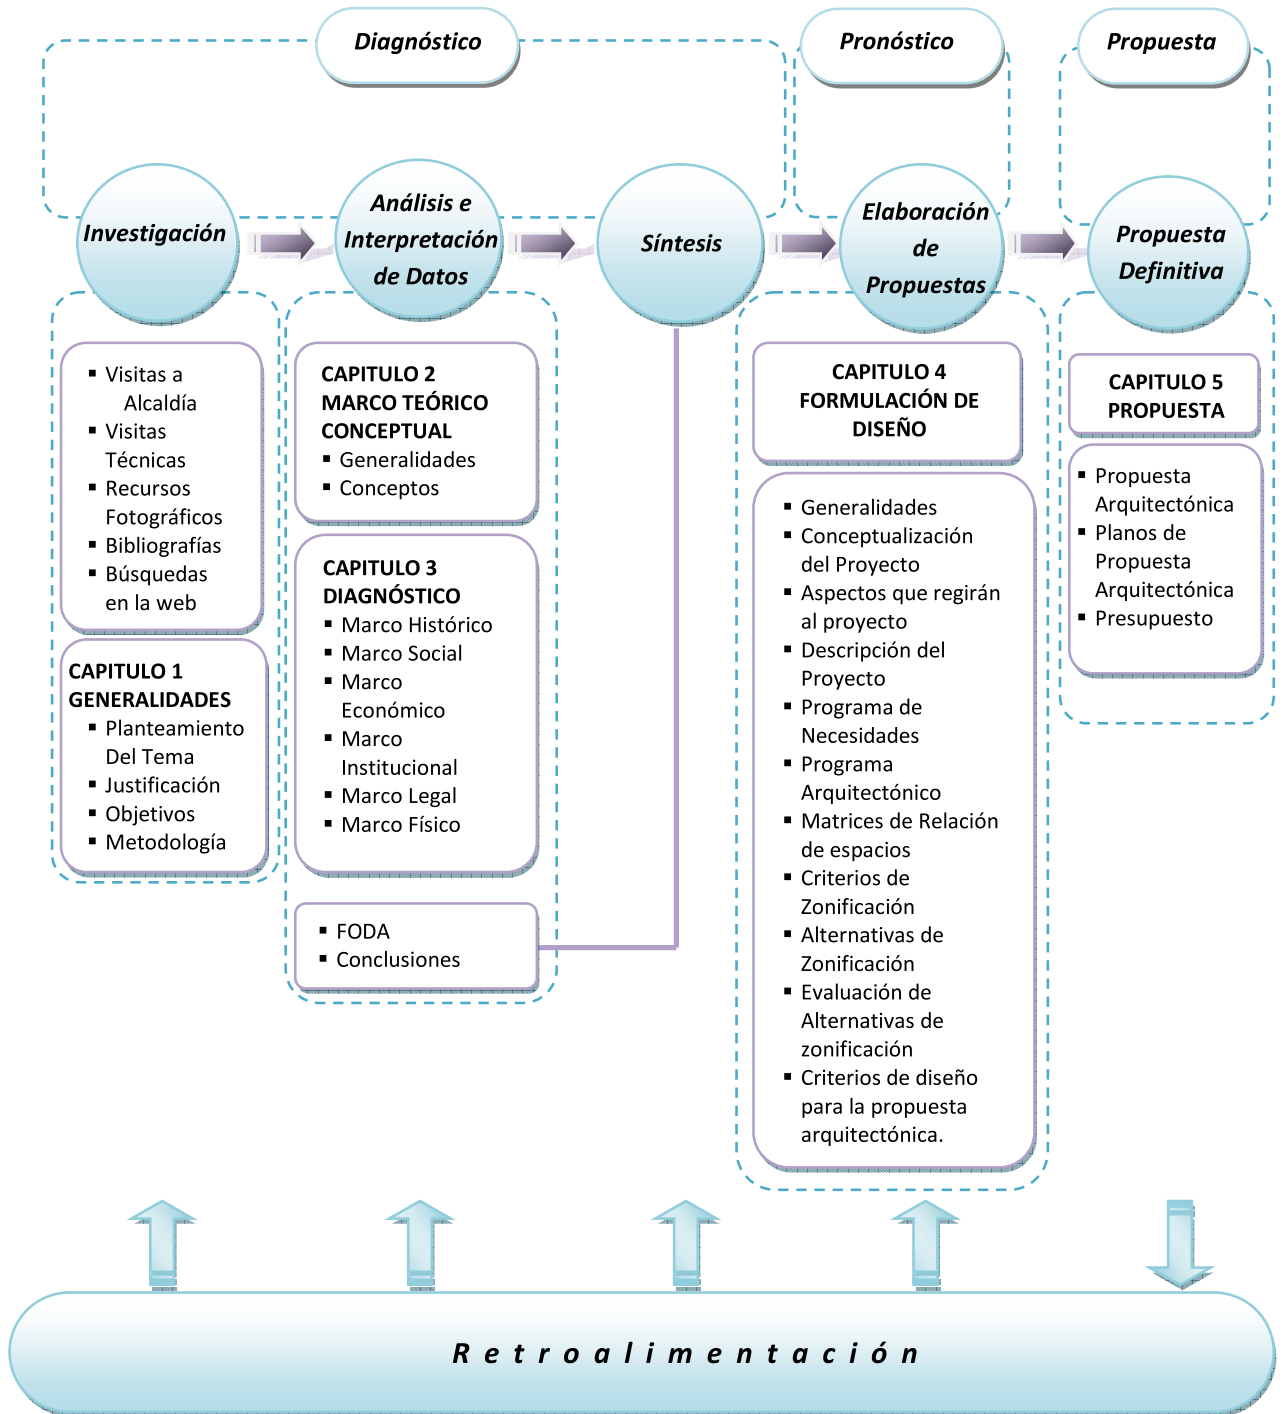 Diagnóstico
Pronóstico
Propuesta
Investigación
Análisis e
Interpretación
de Datos
Síntesis
Elaboración
de
Propuestas
Propuesta
Definitiva
▪ Visitas a
Alcaldía
▪ Visitas
Técnicas
▪ Recursos
Fotográficos
▪ Bibliografías
▪ Búsquedas
en la web
CAPITULO 1
GENERALIDADES
▪ Planteamiento
Del Tema
▪ Justificación
▪ Objetivos
▪ Metodología
CAPITULO 2
MARCO TEÓRICO
CONCEPTUAL
▪ Generalidades
▪ Conceptos
CAPITULO 3
DIAGNÓSTICO
▪ Marco Histórico
▪ Marco Social
▪ Marco
Económico
▪ Marco
Institucional
▪ Marco Legal
▪ Marco Físico
▪ FODA
▪ Conclusiones
CAPITULO 4
FORMULACIÓN DE
DISEÑO
▪ Generalidades
▪ Conceptualización
del Proyecto
▪ Aspectos que regirán
al proyecto
▪ Descripción del
Proyecto
▪ Programa de
Necesidades
▪ Programa
Arquitectónico
▪ Matrices de Relación
de espacios
▪ Criterios de
Zonificación
▪ Alternativas de
Zonificación
▪ Evaluación de
Alternativas de
zonificación
▪ Criterios de diseño
para la propuesta
arquitectónica.
CAPITULO 5
PROPUESTA
▪ Propuesta
Arquitectónica
▪ Planos de
Propuesta
Arquitectónica
▪ Presupuesto
Retroalimentación